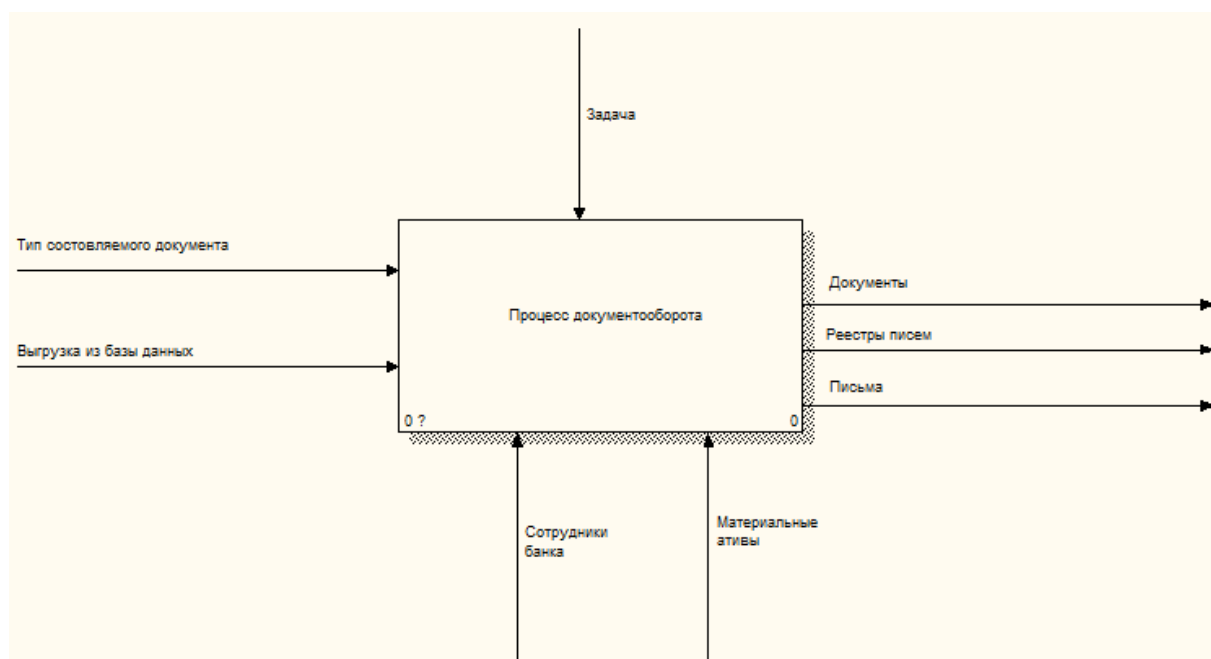 Задача
Тип состовляемого документа
Документы
Процесс документооборота
Реестры писем
Выгрузка из базы данных
Письма
0 ?
0
Сотрудники
банка
Материальные
ативы